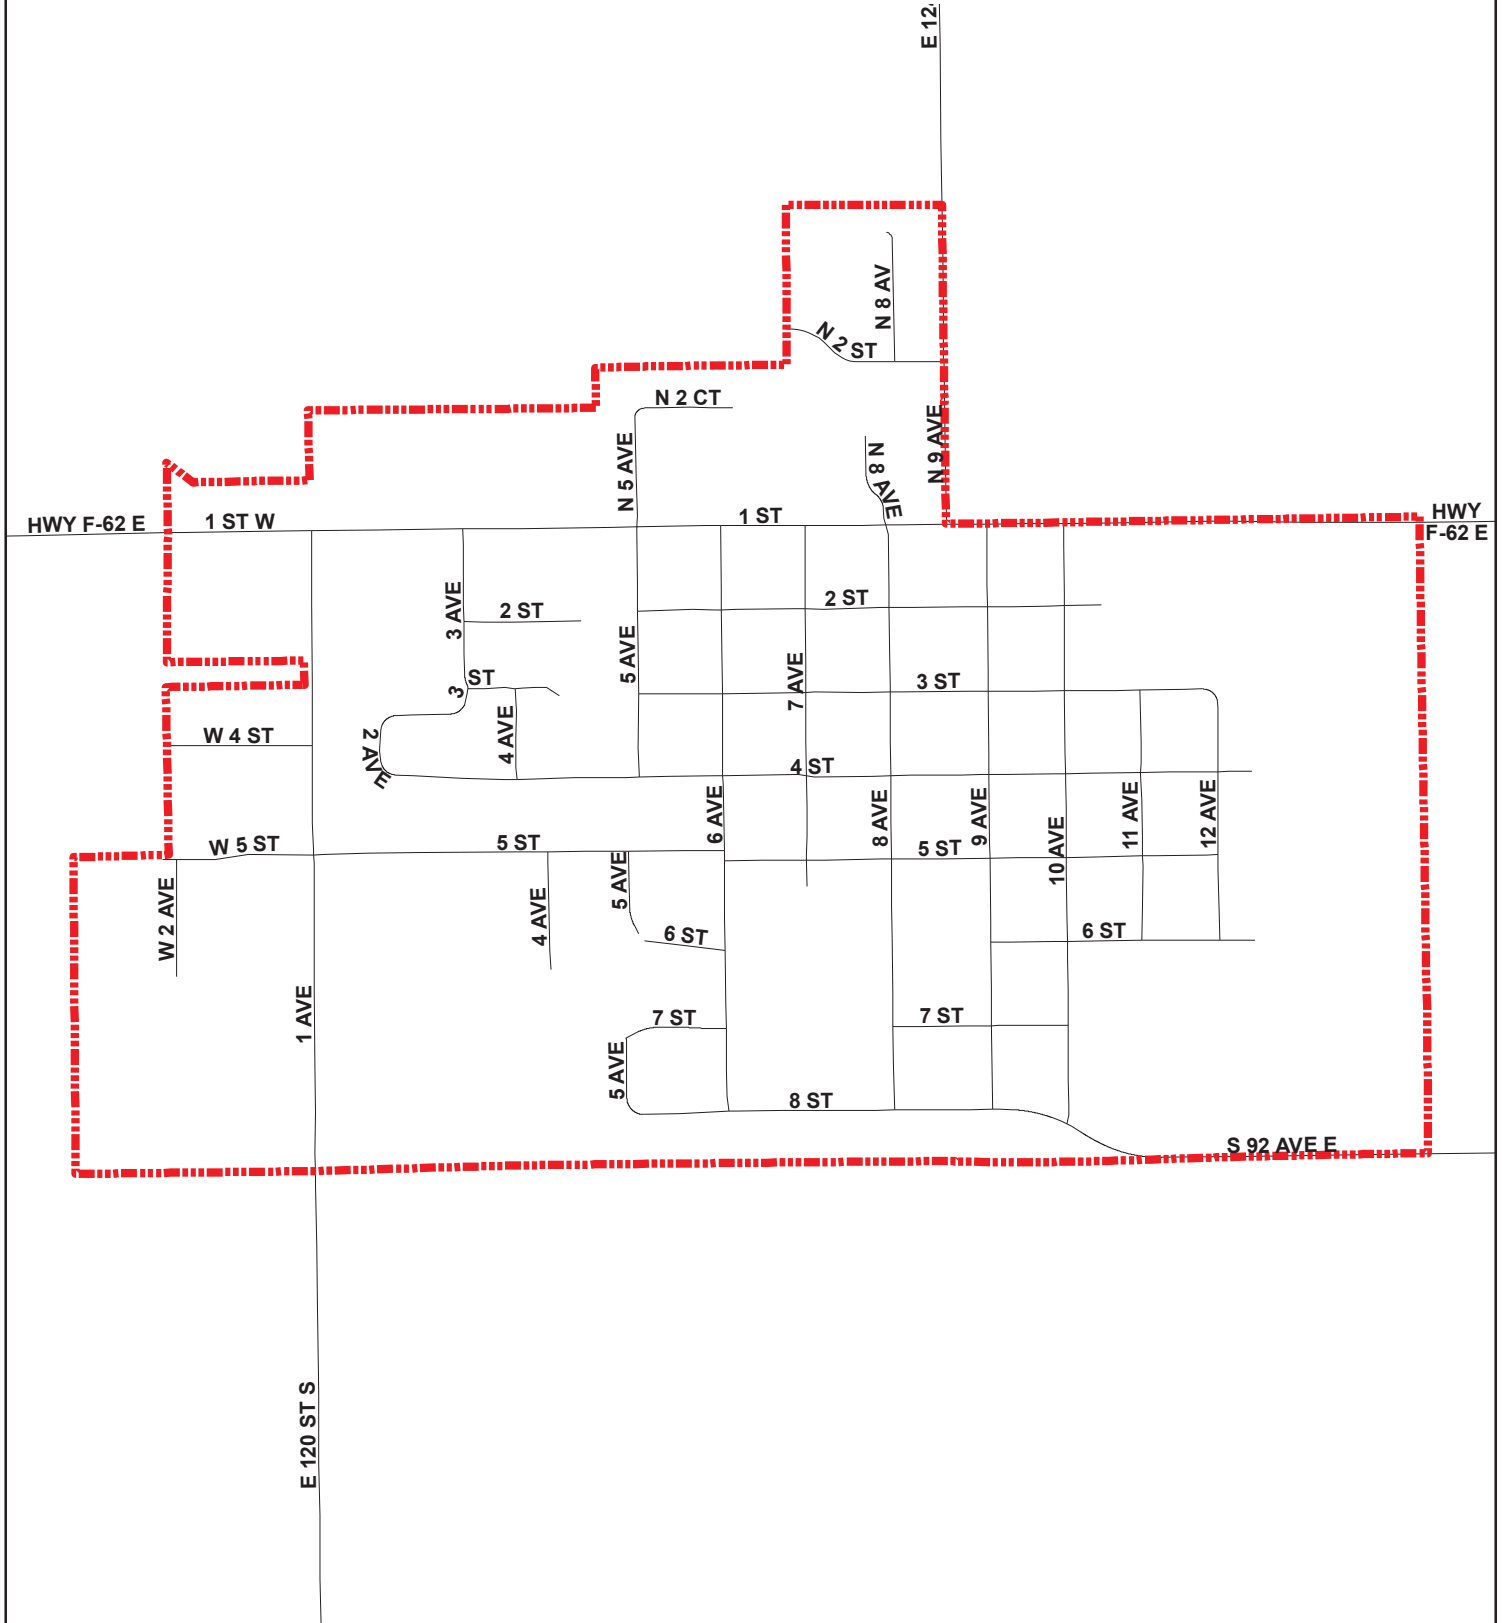 E 12
N 8 AV
N 2 ST
N 2 CT
N 9 AVE
N 5 AVE
N 8 AVE
HWY F-62 E
1 ST W
1 ST
HWY
F-62 E
3 AVE
2 ST
2 ST
5 AVE
7 AVE
3 ST
3 ST
2 AVE
4 AVE
W 4 ST
4 ST
6 AVE
8 AVE
9 AVE
10 AVE
11 AVE
12 AVE
W 5 ST
5 ST
5 ST
W 2 AVE
4 AVE
5 AVE
6 ST
6 ST
1 AVE
7 ST
7 ST
5 AVE
8 ST
S 92 AVE E
E 120 ST S